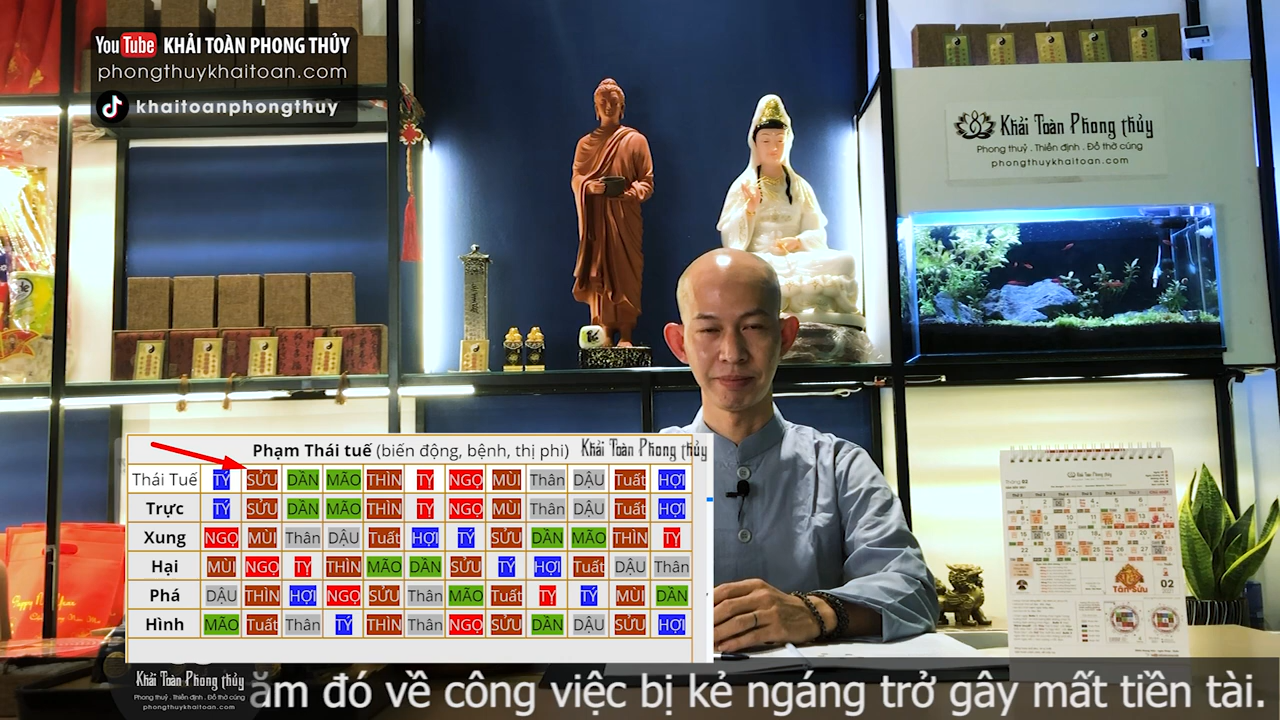 YouTube KHẢI TOÀN PHONG THỦY
phongthuykhaitoan.com
khaitoanphongthuy
Khải Toàn Phong thủy
Phong thuỷ . Thiền định . Đồ thờ cúng
phongthuykhaitoan.com
Phạm Thái tuế (biến động, bệnh, thị phi) Khải Toàn Phong thủy
Thái Tuế TÝ SỬU DẦN MÃO THÌN TỴ NGỌ MÙI Thân DẬU Tuất HỢI
Trực TÝ SỬU DẦN MÃO THÌN TỴ NGỌ MÙI Thân DẬU Tuất HỢI
Xung NGỌ MÙI Thân DẬU Tuất HỢI TÝ SỬU DẦN MÃO THÌN TỴ
Hại MÙI NGỌ TỴ THÌN MÃO DẦN SỬU TÝ HỢI Tuất DẬU Thân
Phá DẬU THÌN HỢI NGỌ SỬU Thân MÃO Tuất TỴ TÝ MÙI DẦN
Hình MÃO Tuất Thân TÝ THÌN Thân NGỌ SỬU DẦN DẬU SỬU HỢI
Tháng 02
Tân Sửu
02
Khải Toàn Phong thủy
Phong thuỷ . Thiền định . Đồ thờ cúng
phongthuykhaitoan.com
ăm đó về công việc bị kẻ ngáng trở gây mất tiền tài.